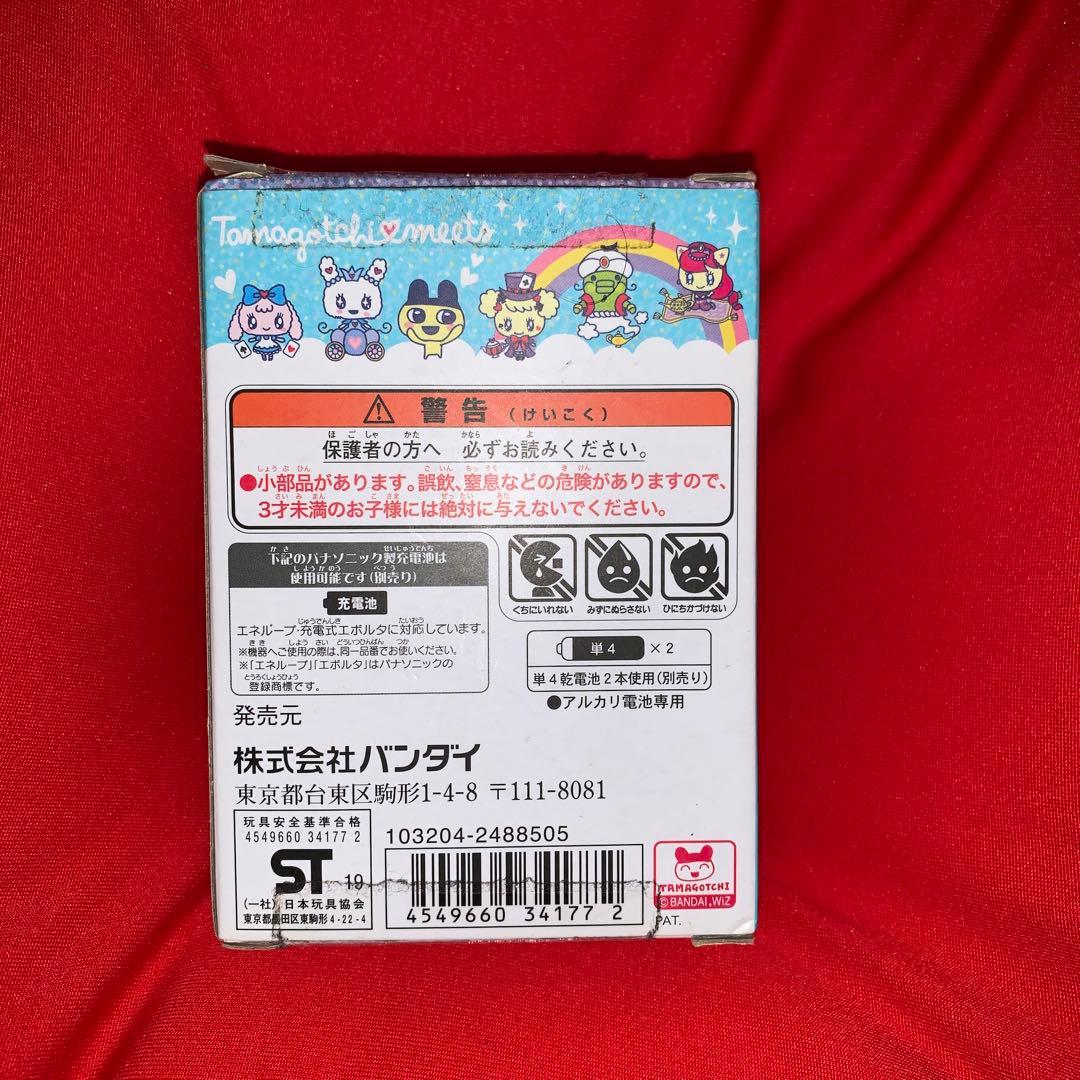 Tamagotchi♥meets
⚠ 警告 (けいこく)
保護者の方へ 必ずお読みください。
●小部品があります。誤飲、窒息などの危険がありますので、
3才未満のお子様には絶対に与えないでください。
下記のパナソニック製充電池は
使用可能です(別売り)
充電池
エネループ・充電式エボルタに対応しています。
※機器へご使用の際は、同一品番でお使いください。
※「エネループ」「エボルタ」はパナソニックの
登録商標です。
くちにいれない みずにぬらさない ひにちかづけない
単4 ×2
単4乾電池2本使用(別売り)
●アルカリ電池専用
発売元
株式会社バンダイ
東京都台東区駒形1-4-8 〒111-8081
玩具安全基準合格
4549660 34177 2
ST 19
(一社)日本玩具協会
東京都墨田区東駒形4-22-4
103204-2488505
4549660 341772
TAMAGOTCHI
©BANDAI,WiZ
PAT.